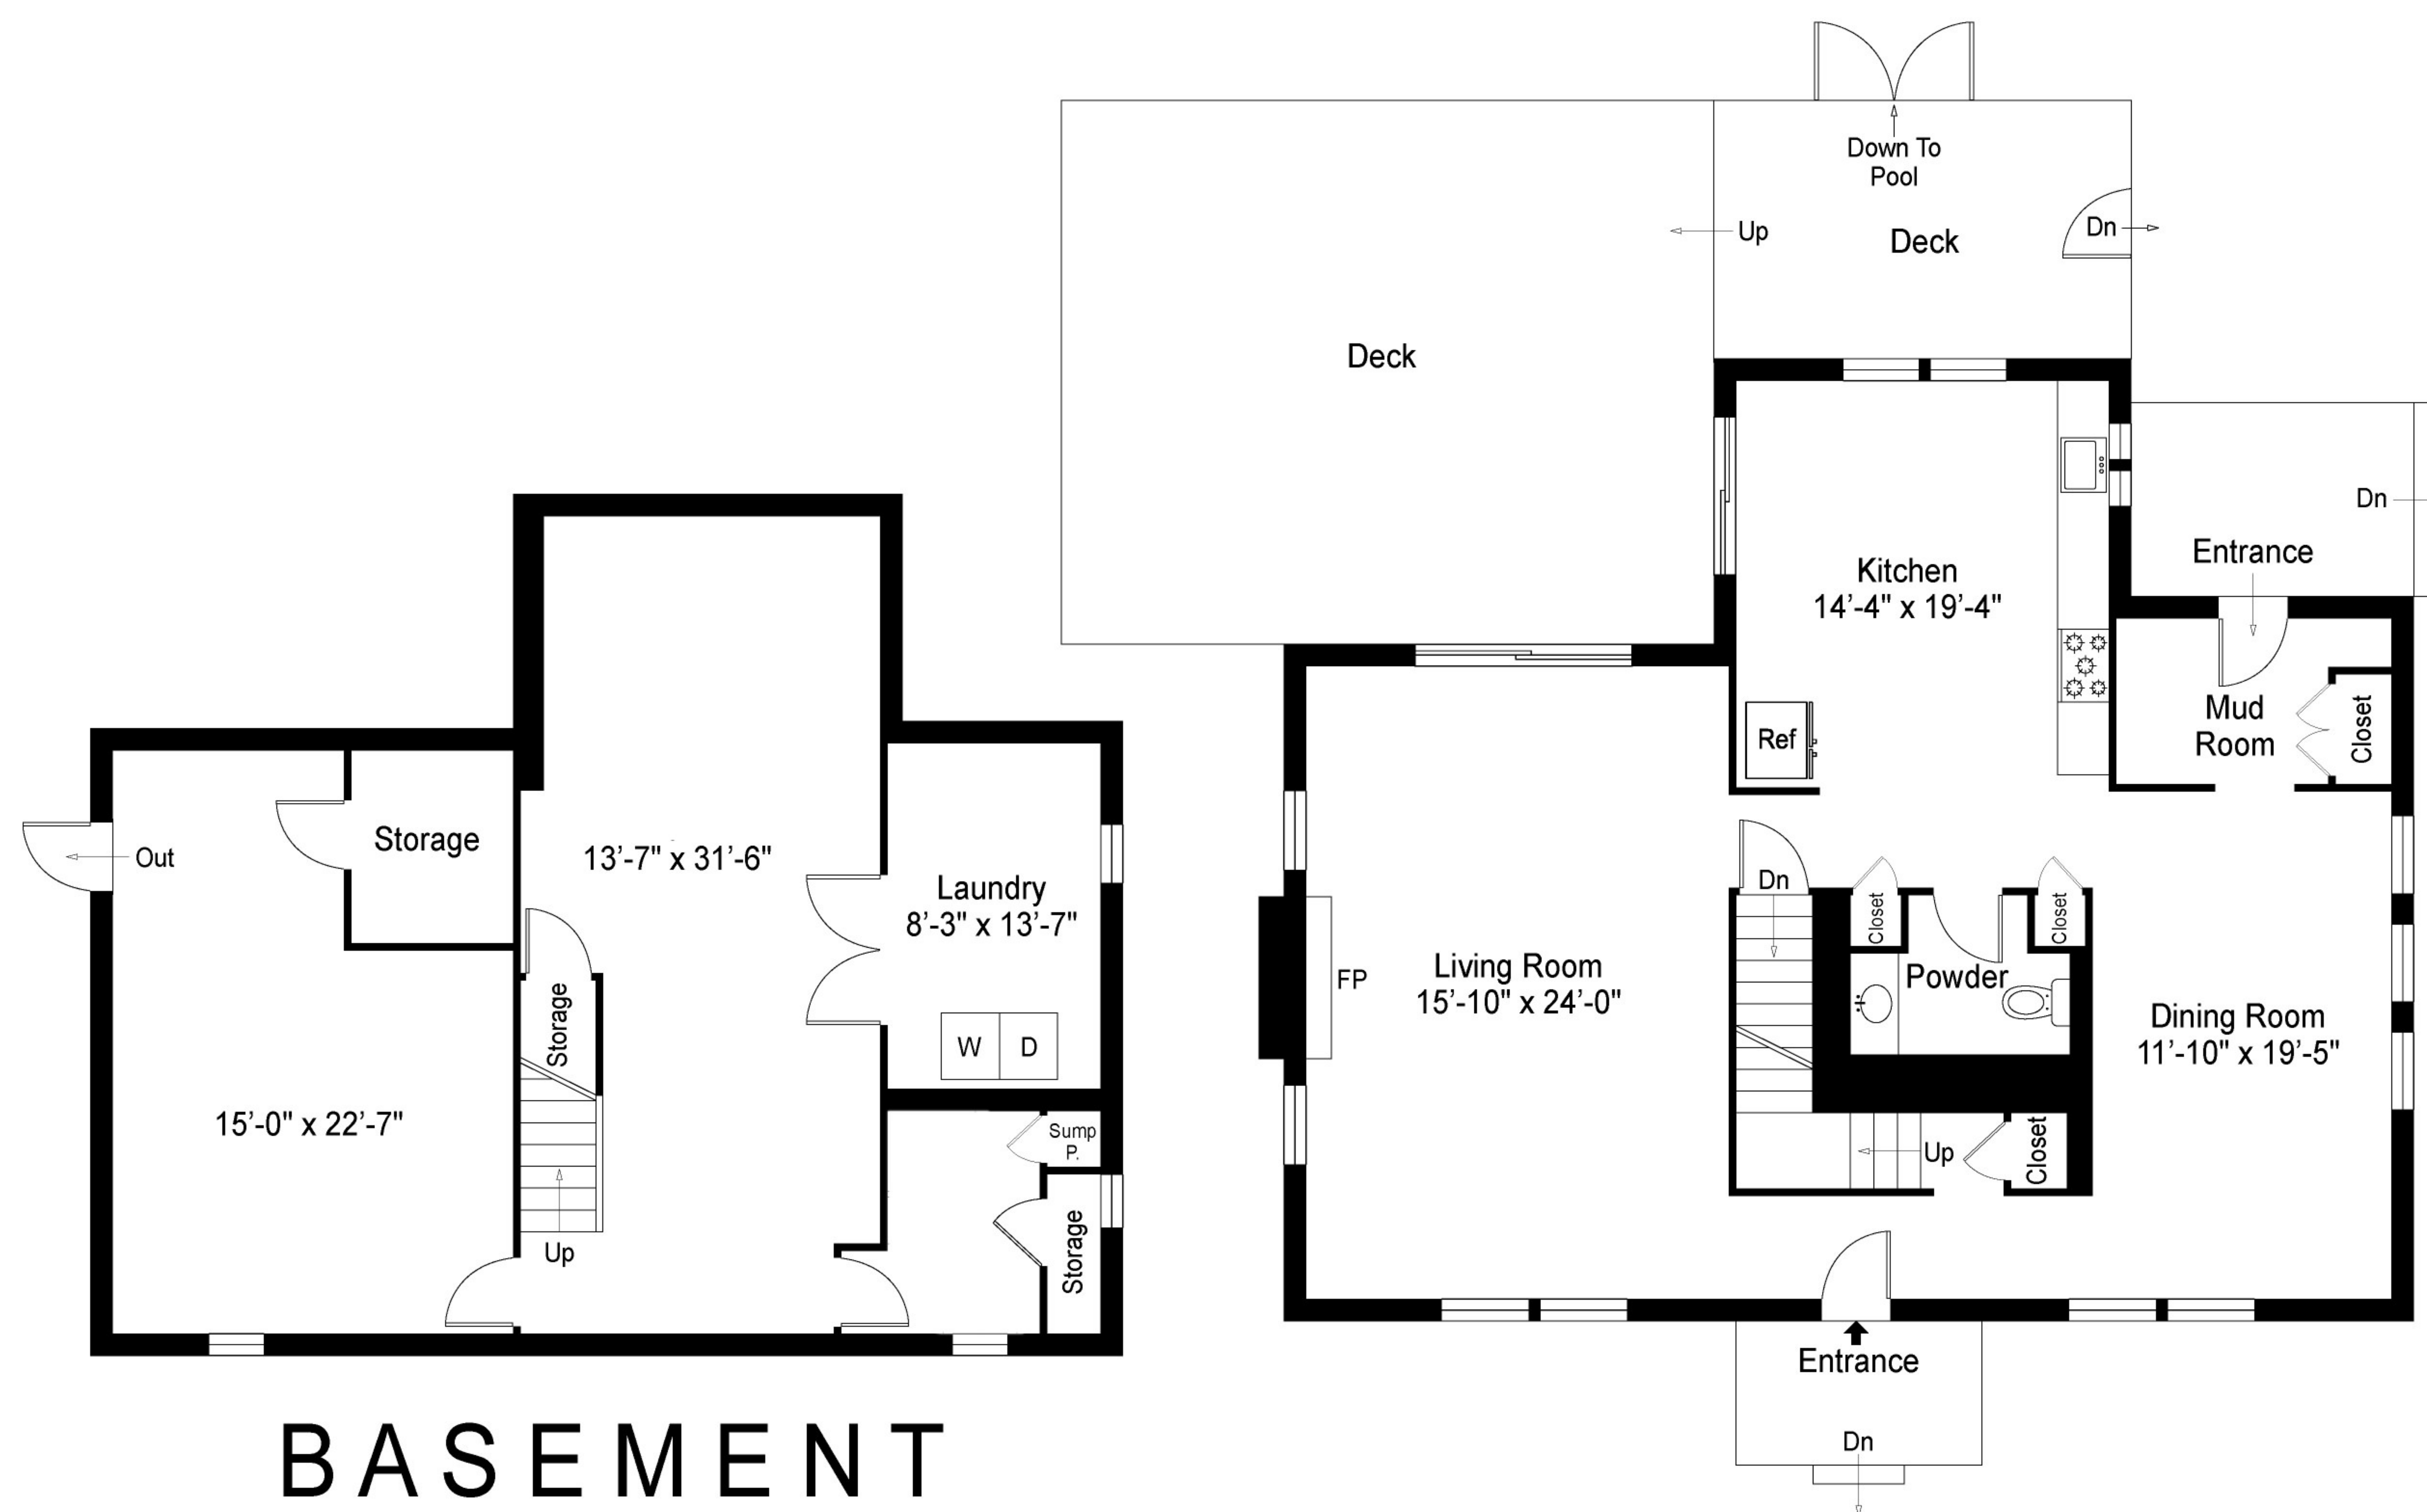 Storage
Out
13’-7" x 31’-6"
Laundry
8’-3" x 13’-7"
W
D
Storage
15’-0" x 22’-7"
Up
Sump
P.
Storage
BASEMENT
Down To
Pool
Up
Deck
Dn
Deck
Dn
Entrance
Kitchen
14’-4" x 19’-4"
Ref
Mud
Room
Closet
Dn
Closet
Closet
Powder
Living Room
15’-10" x 24’-0"
FP
Dining Room
11’-10" x 19’-5"
Up
Closet
Entrance
Dn